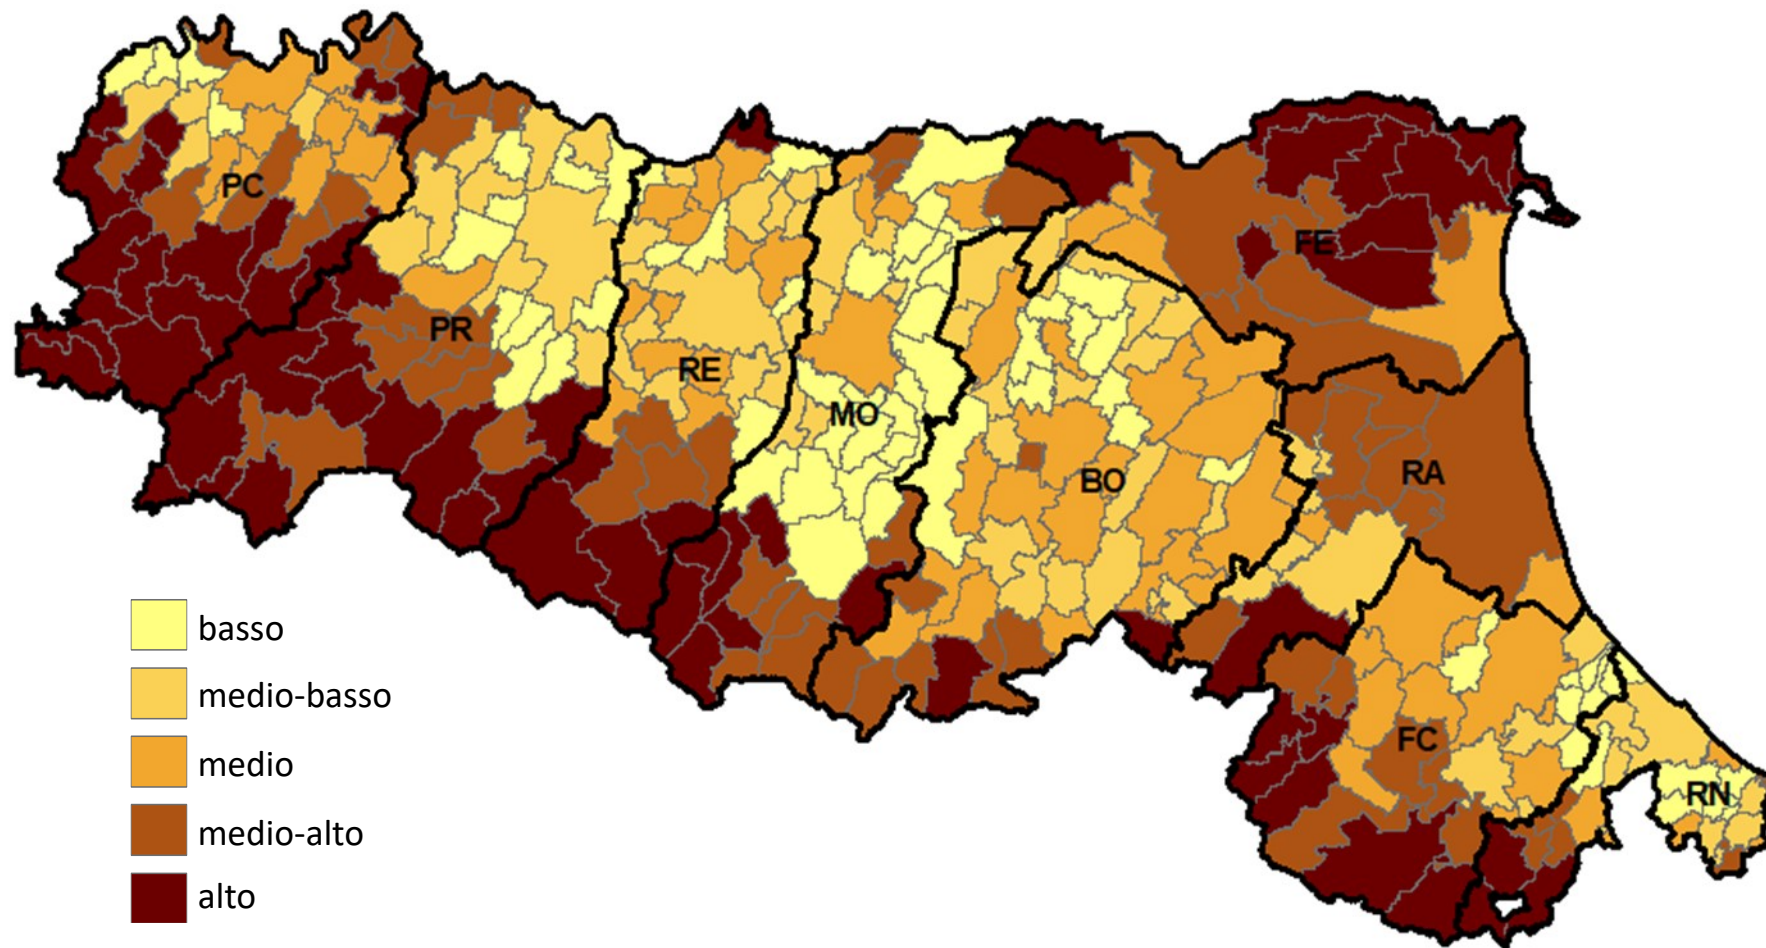 PC
FE
PR
RE
MO
BO
RA
FC
RN
basso
medio-basso
medio
medio-alto
alto